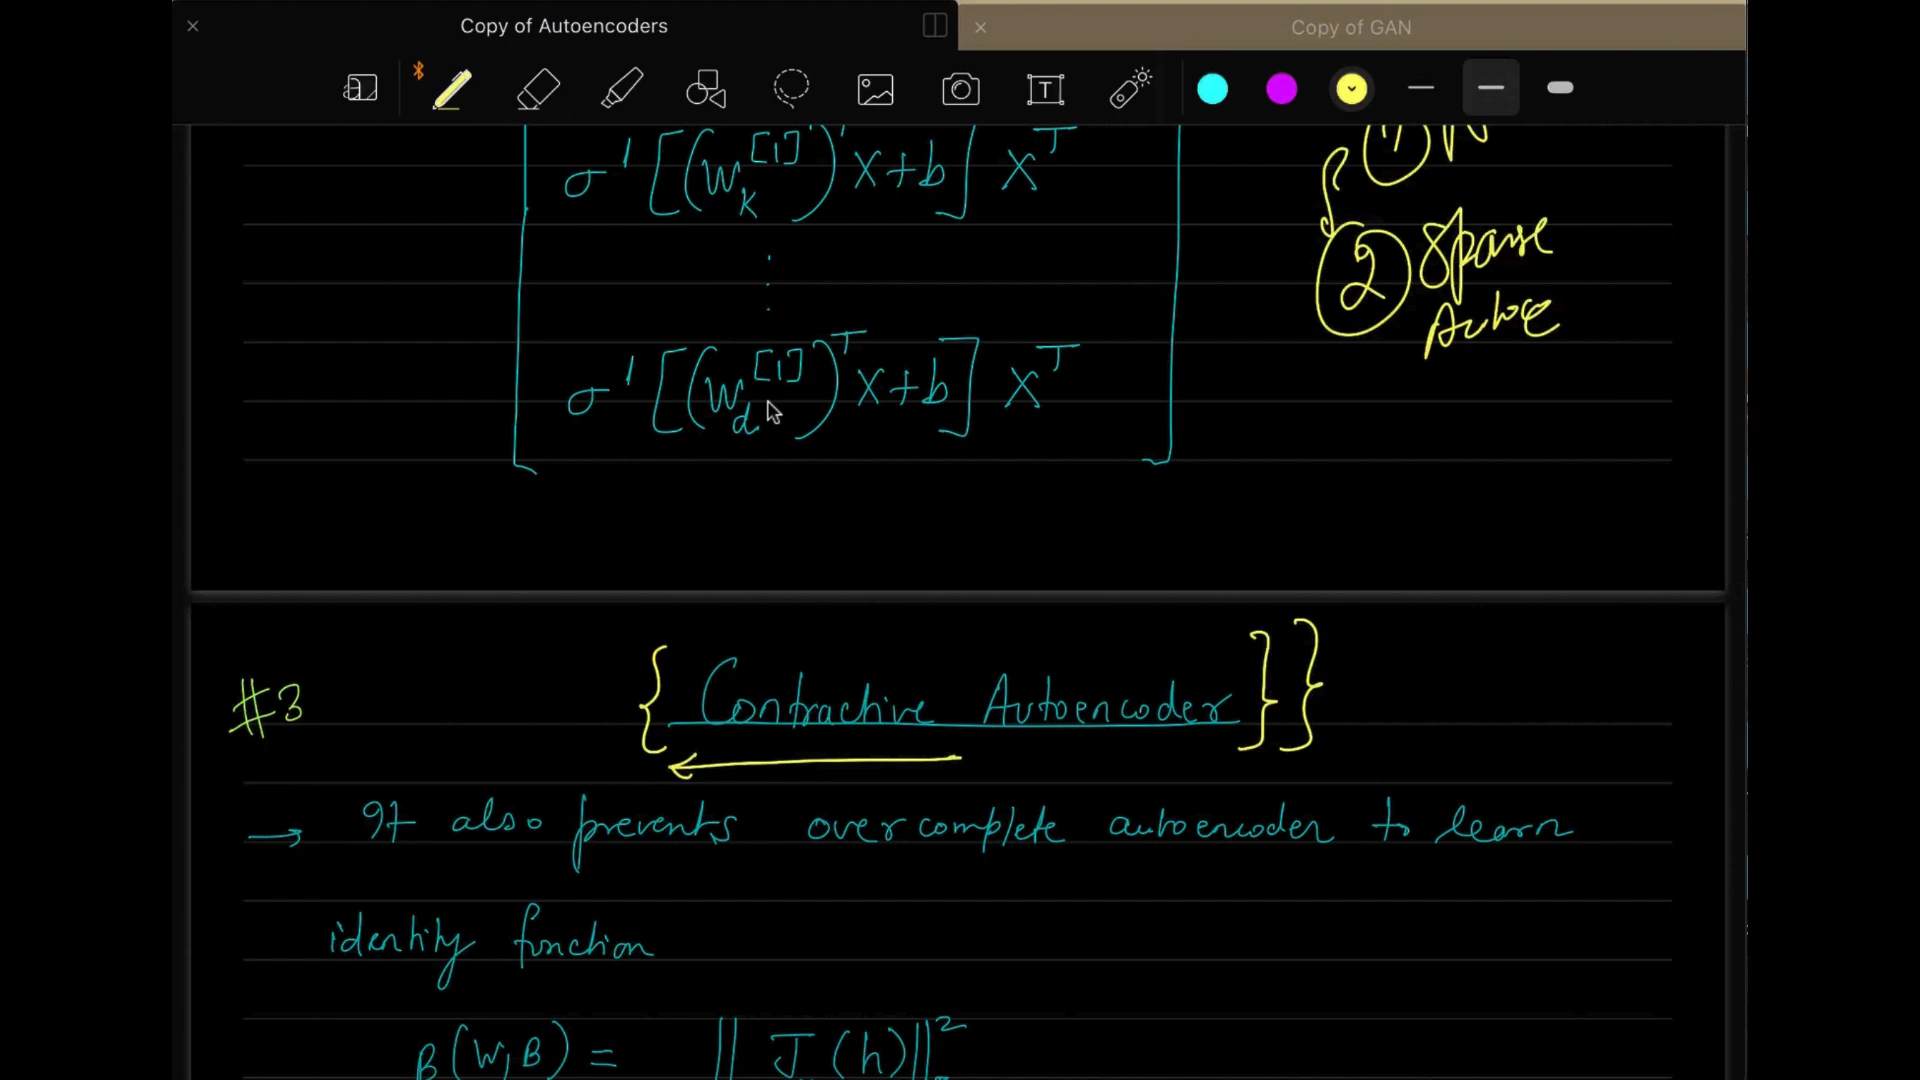 Copy of Autoencoders
Copy of GAN
T
σ' [(W_k^[1])' X + b] X^T
⋮
σ' [(W_d^[1])^T X + b] X^T
②  Sparse
Autoe
#3
{ Contractive Autoencoder }}
→ It also prevents overcomplete autoencoder to learn
identity function
β(W, B) = || J (h) ||^2